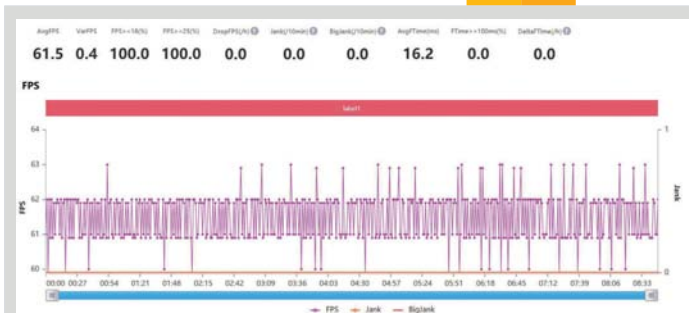 AvgFPS VarFPS FPS>=18(%) FPS>=25(%) DropFPS(/h) Jank(/10min) BigJank(/10min) AvgFTime(ms) FTime>=100ms(%) DeltaFTime(/h)
61.5 0.4 100.0 100.0 0.0 0.0 0.0 16.2 0.0 0.0
FPS
label1
64 1
63
62
61
60 0
FPS
Jank
00:00 00:27 00:54 01:21 01:48 02:15 02:42 03:09 03:36 04:03 04:30 04:57 05:24 05:51 06:18 06:45 07:12 07:39 08:06 08:33
FPS Jank BigJank